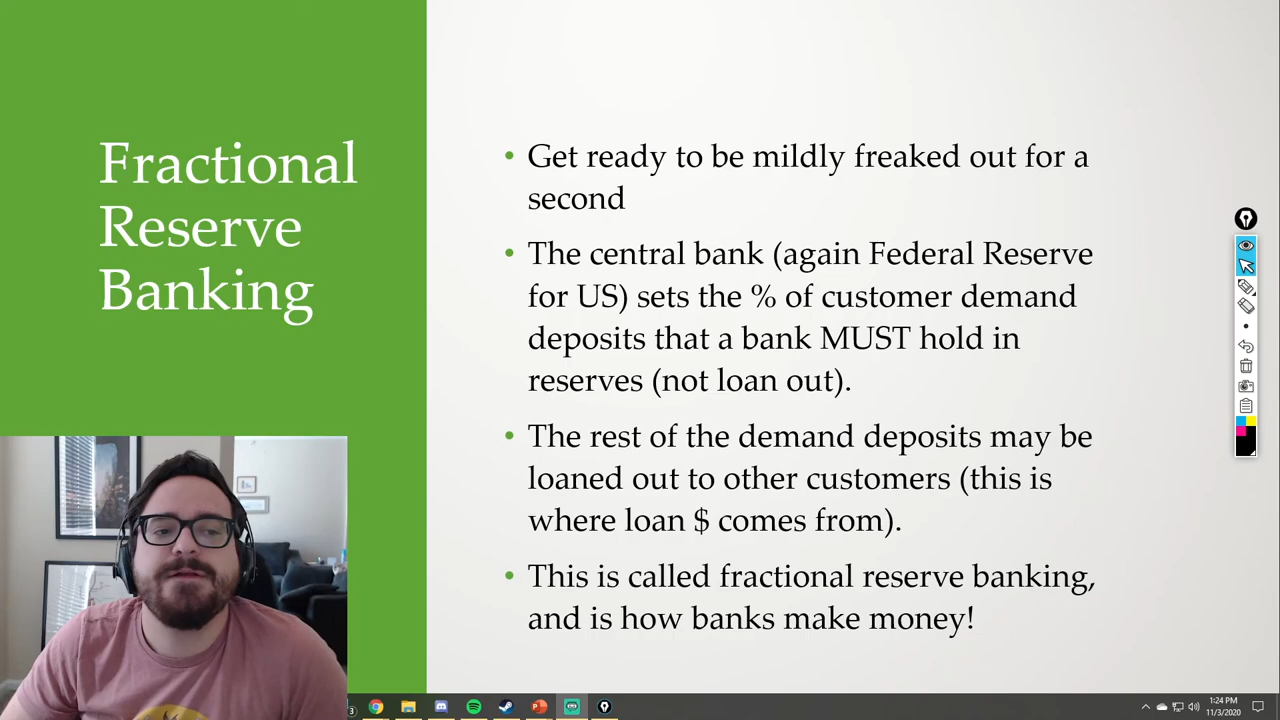 Fractional
Reserve
Banking
• Get ready to be mildly freaked out for a
second
• The central bank (again Federal Reserve
for US) sets the % of customer demand
deposits that a bank MUST hold in
reserves (not loan out).
• The rest of the demand deposits may be
loaned out to other customers (this is
where loan $ comes from).
• This is called fractional reserve banking,
and is how banks make money!
3
1:24 PM
11/3/2020